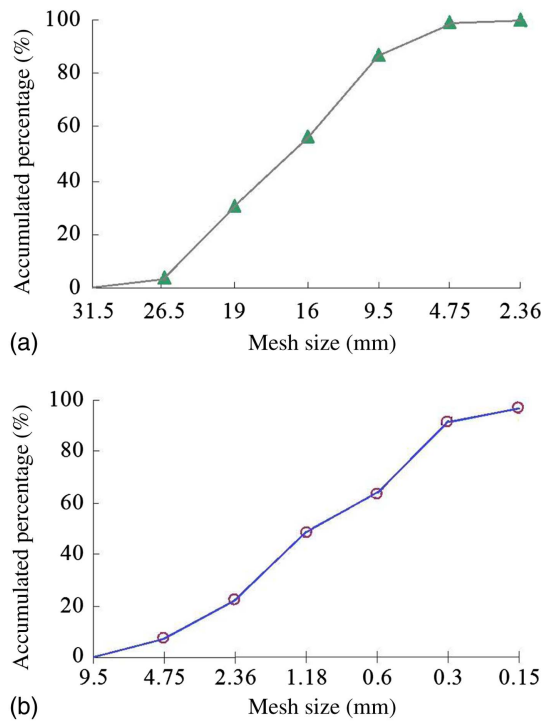 Accumulated percentage (%)
100
80
60
40
20
0
31.5 26.5 19 16 9.5 4.75 2.36
(a) Mesh size (mm)
Accumulated percentage (%)
100
80
60
40
20
0
9.5 4.75 2.36 1.18 0.6 0.3 0.15
(b) Mesh size (mm)